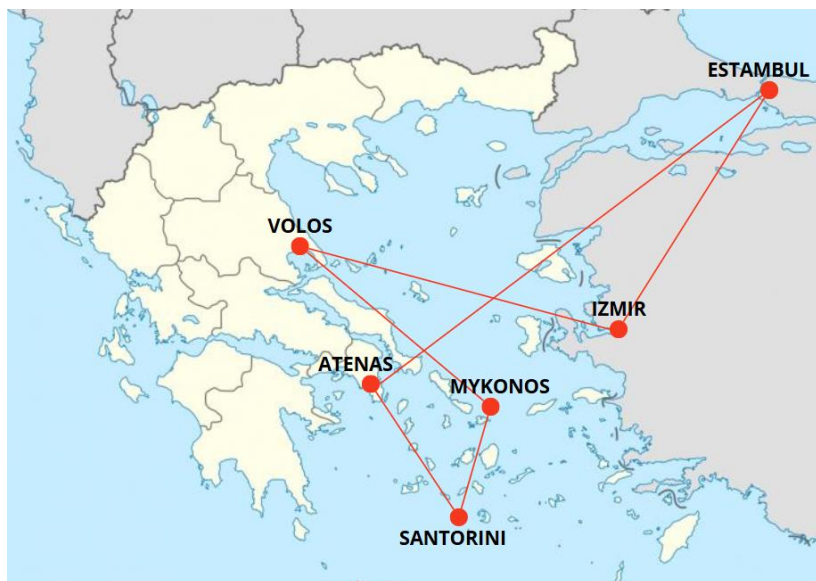 ESTAMBUL
VOLOS
IZMIR
ATENAS
MYKONOS
SANTORINI